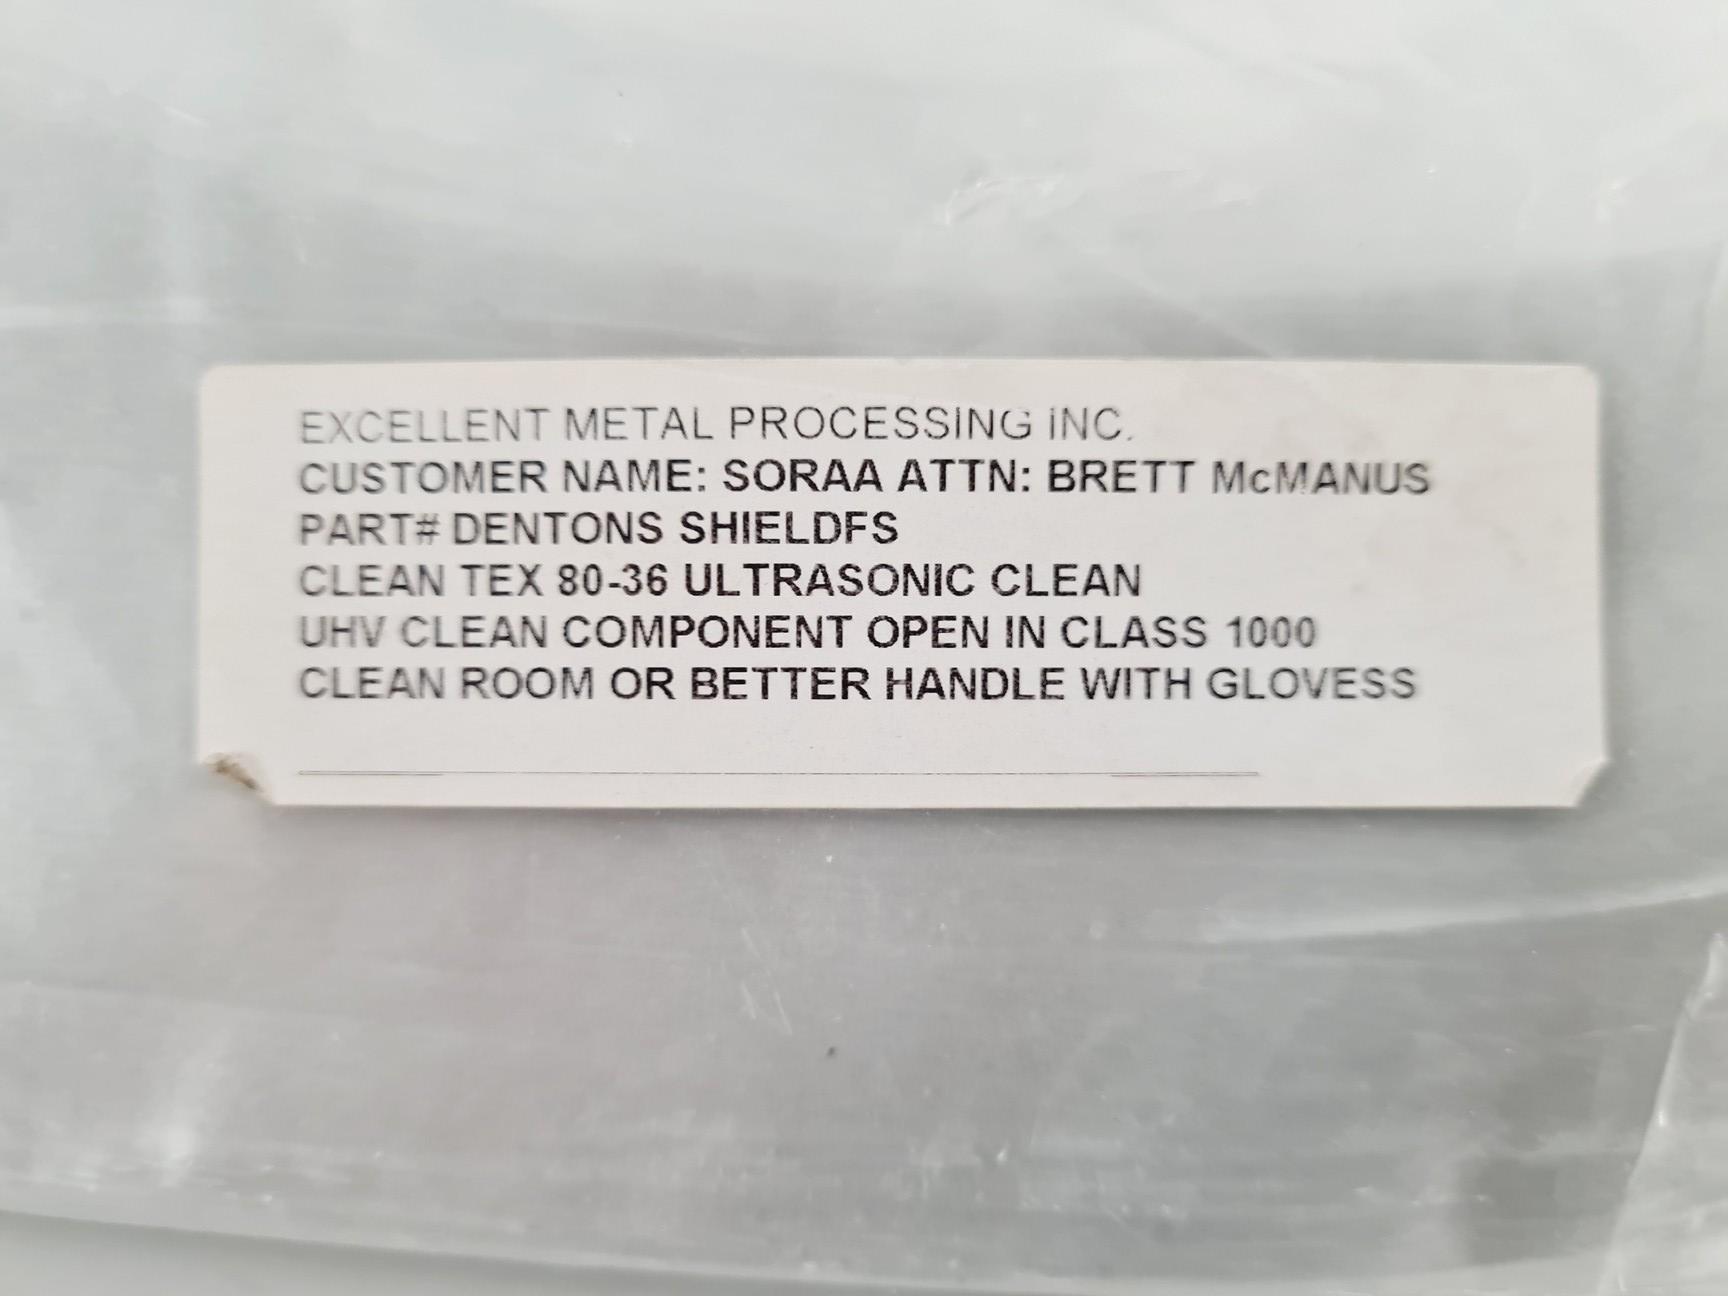 EXCELLENT METAL PROCESSING INC.
CUSTOMER NAME: SORAA ATTN: BRETT McMANUS
PART# DENTONS SHIELDFS
CLEAN TEX 80-36 ULTRASONIC CLEAN
UHV CLEAN COMPONENT OPEN IN CLASS 1000
CLEAN ROOM OR BETTER HANDLE WITH GLOVESS